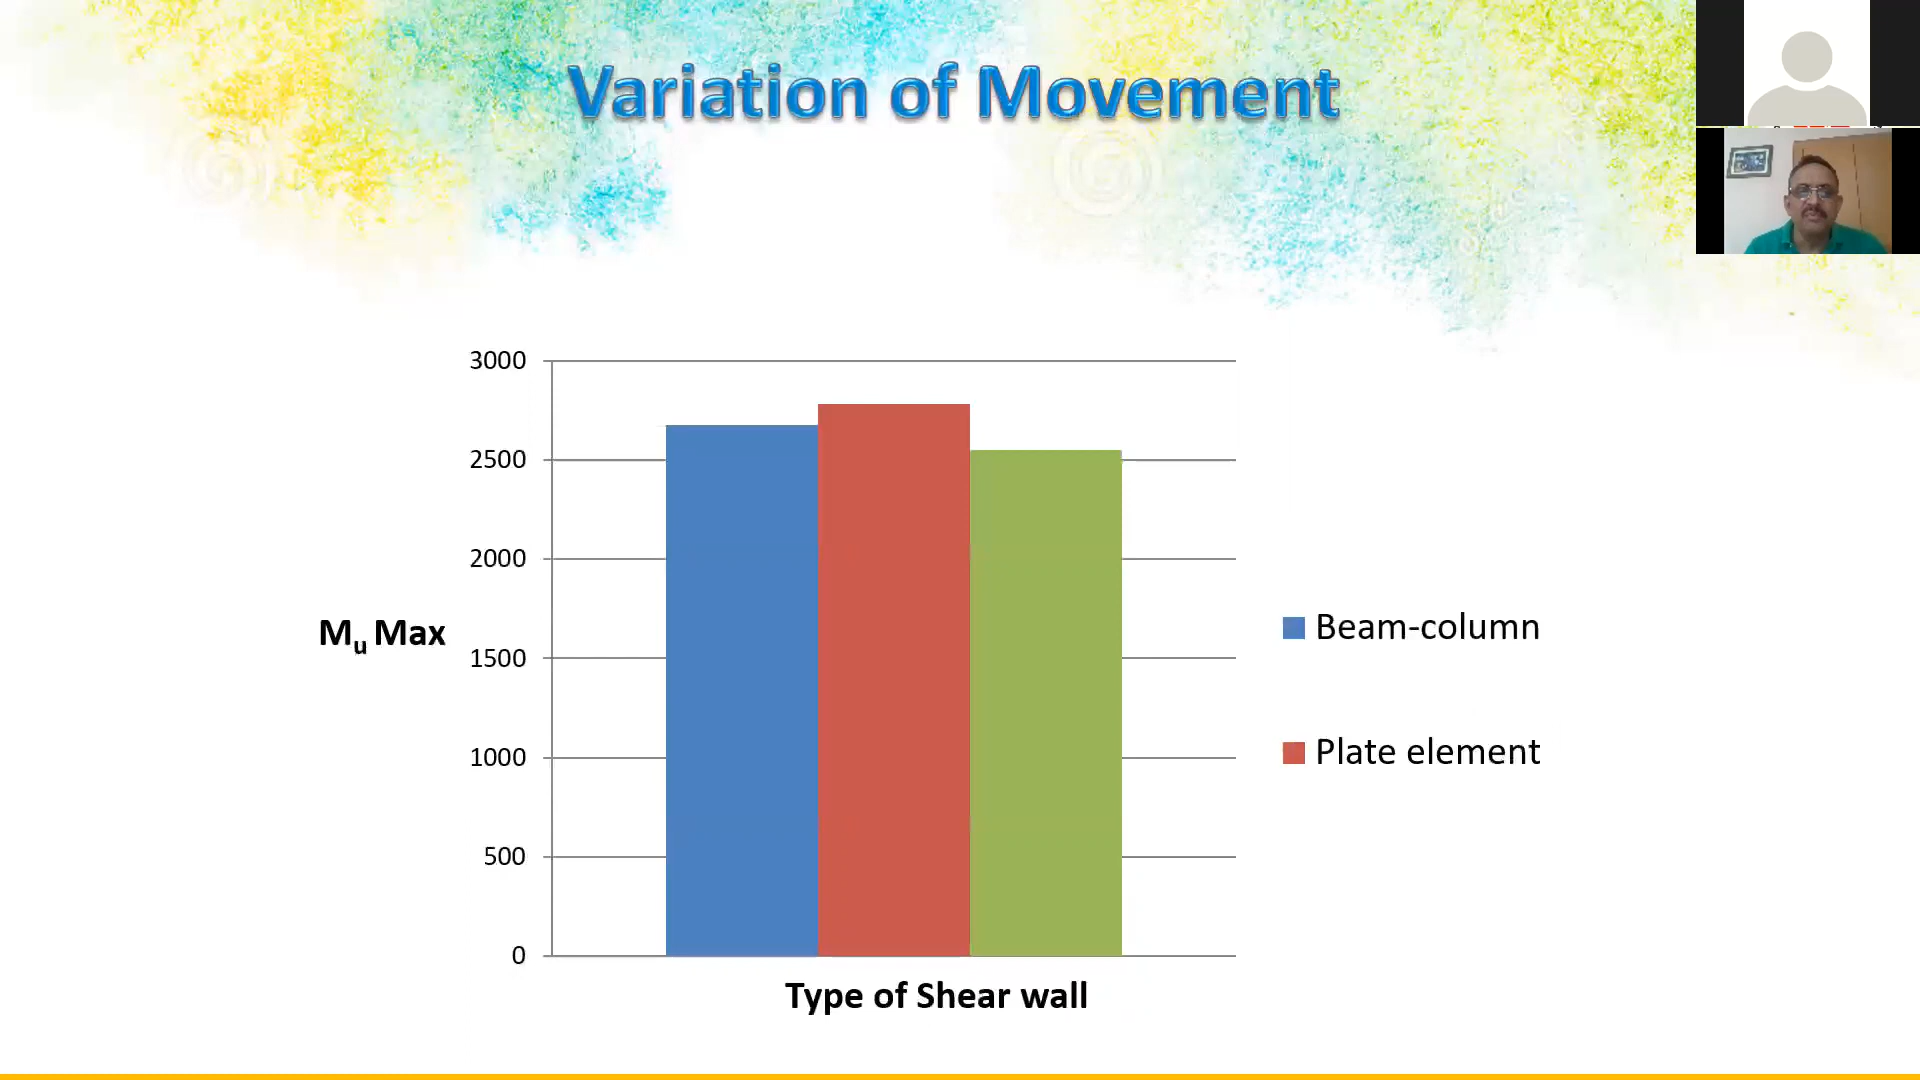 Variation of Movement
3000
2500
2000
1500
1000
500
0
Mu Max
Type of Shear wall
Beam-column
Plate element